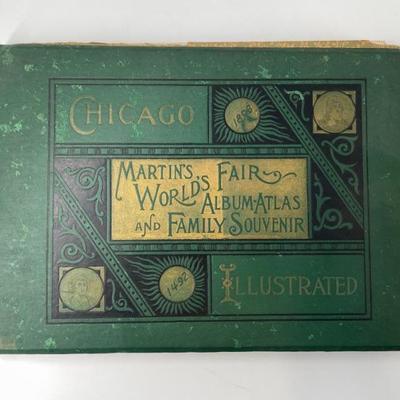 CHICAGO
1892
MARTIN'S WORLD'S FAIR
ALBUM-ATLAS
AND FAMILY SOUVENIR
1492
ILLUSTRATED